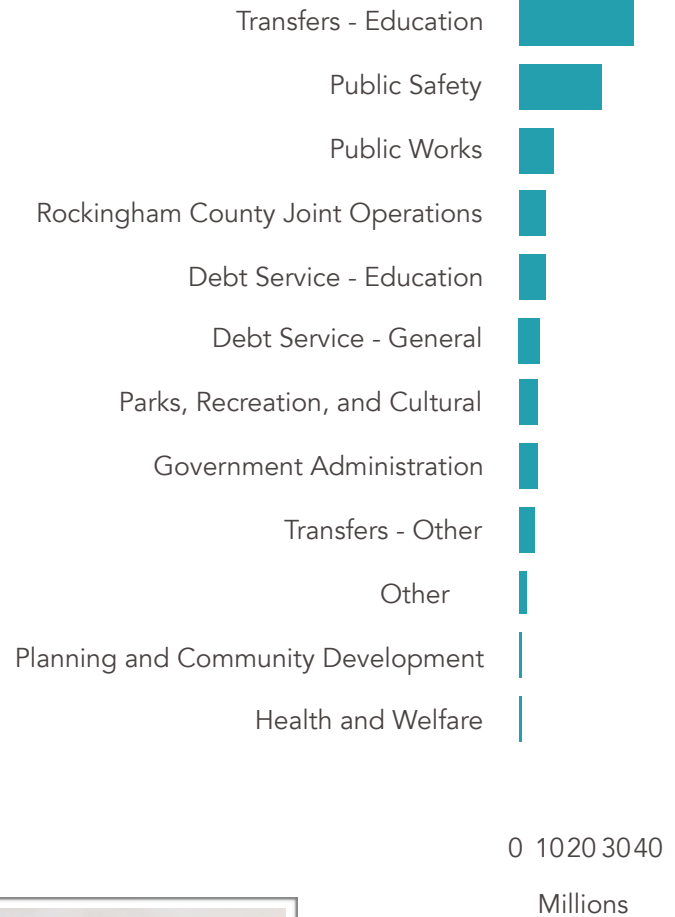 Transfers - Education
Public Safety
Public Works
Rockingham County Joint Operations
Debt Service - Education
Debt Service - General
Parks, Recreation, and Cultural
Government Administration
Transfers - Other
Other
Planning and Community Development
Health and Welfare
0 10 20 30 40
Millions